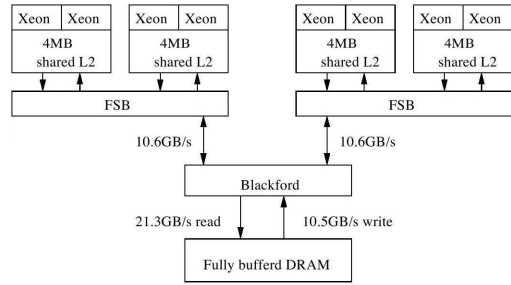 Xeon Xeon Xeon Xeon Xeon Xeon Xeon Xeon
4MB 4MB 4MB 4MB
shared L2 shared L2 shared L2 shared L2
FSB FSB
10.6GB/s 10.6GB/s
Blackford
21.3GB/s read 10.5GB/s write
Fully bufferd DRAM